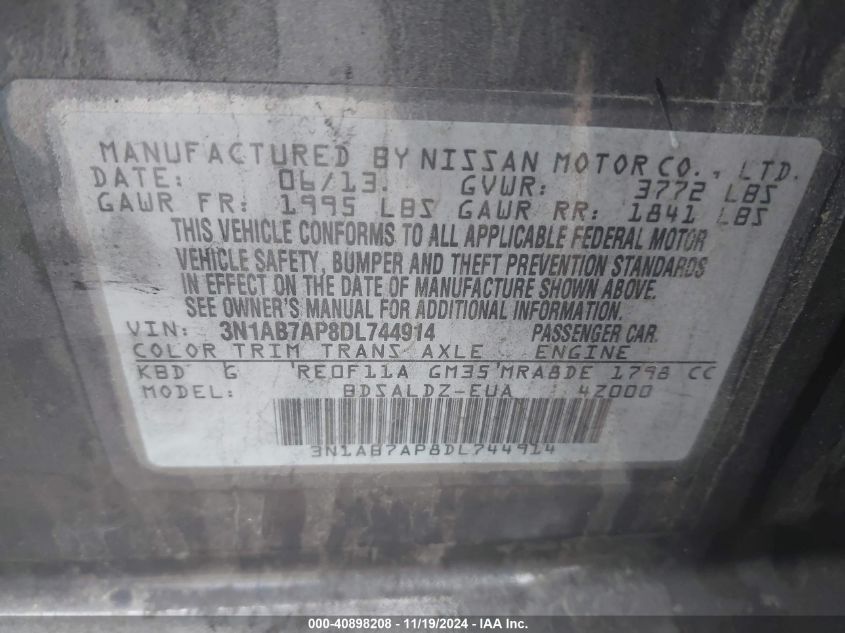 MANUFACTURED BY NISSAN MOTOR CO., LTD.
DATE: 06/13. GVWR: 3772 LBS
GAWR FR: 1995 LBS GAWR RR: 1841 LBS
THIS VEHICLE CONFORMS TO ALL APPLICABLE FEDERAL MOTOR
VEHICLE SAFETY, BUMPER AND THEFT PREVENTION STANDARDS
IN EFFECT ON THE DATE OF MANUFACTURE SHOWN ABOVE.
SEE OWNER'S MANUAL FOR ADDITIONAL INFORMATION.
VIN: 3N1AB7AP8DL744914 PASSENGER CAR
COLOR TRIM TRANS AXLE ENGINE
KBD G 'RE0F11A GM35'MRA8DE 1798 CC
MODEL: BDSALDZ-EUA 4Z000
3N1AB7AP8DL744914
000-40898208 - 11/19/2024 - IAA Inc.